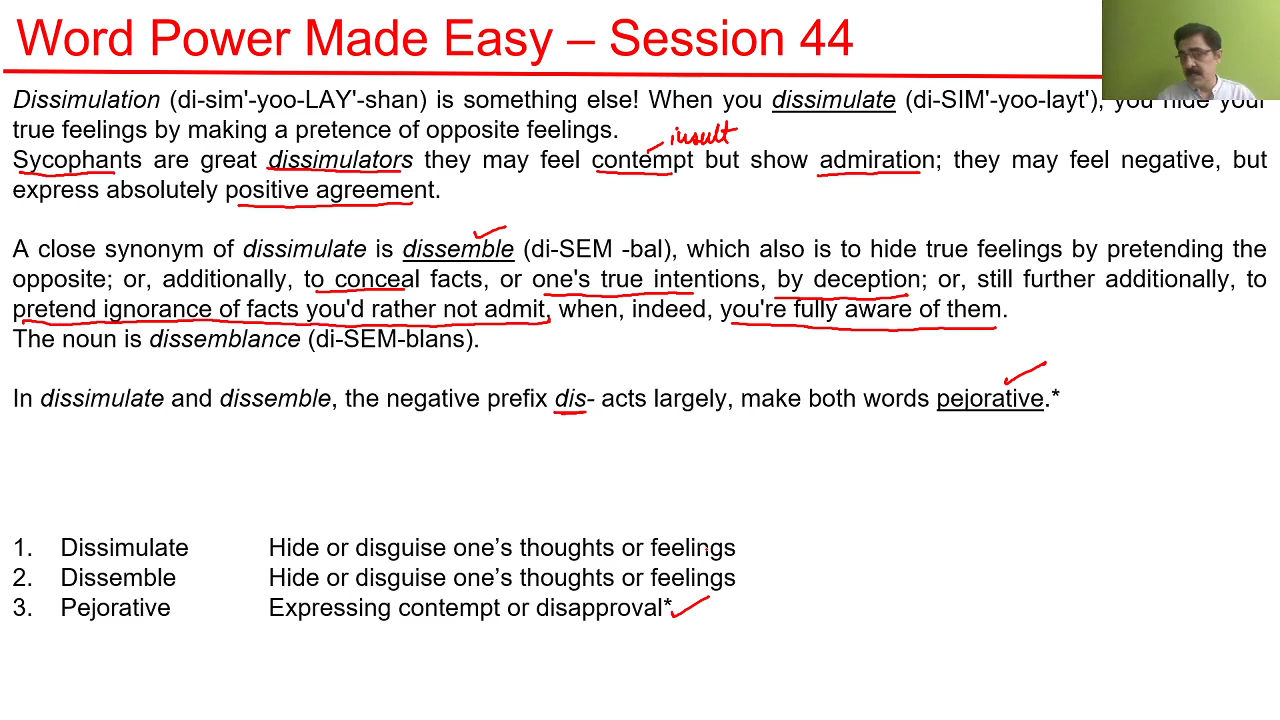 Word Power Made Easy – Session 44
Dissimulation (di-sim'-yoo-LAY'-shan) is something else! When you dissimulate (di-SIM'-yoo-layt'), you hide your
true feelings by making a pretence of opposite feelings.
insult
Sycophants are great dissimulators they may feel contempt but show admiration; they may feel negative, but
express absolutely positive agreement.
A close synonym of dissimulate is dissemble (di-SEM -bal), which also is to hide true feelings by pretending the
opposite; or, additionally, to conceal facts, or one's true intentions, by deception; or, still further additionally, to
pretend ignorance of facts you'd rather not admit, when, indeed, you're fully aware of them.
The noun is dissemblance (di-SEM-blans).
In dissimulate and dissemble, the negative prefix dis- acts largely, make both words pejorative.*
1. Dissimulate Hide or disguise one’s thoughts or feelings
2. Dissemble Hide or disguise one’s thoughts or feelings
3. Pejorative Expressing contempt or disapproval*